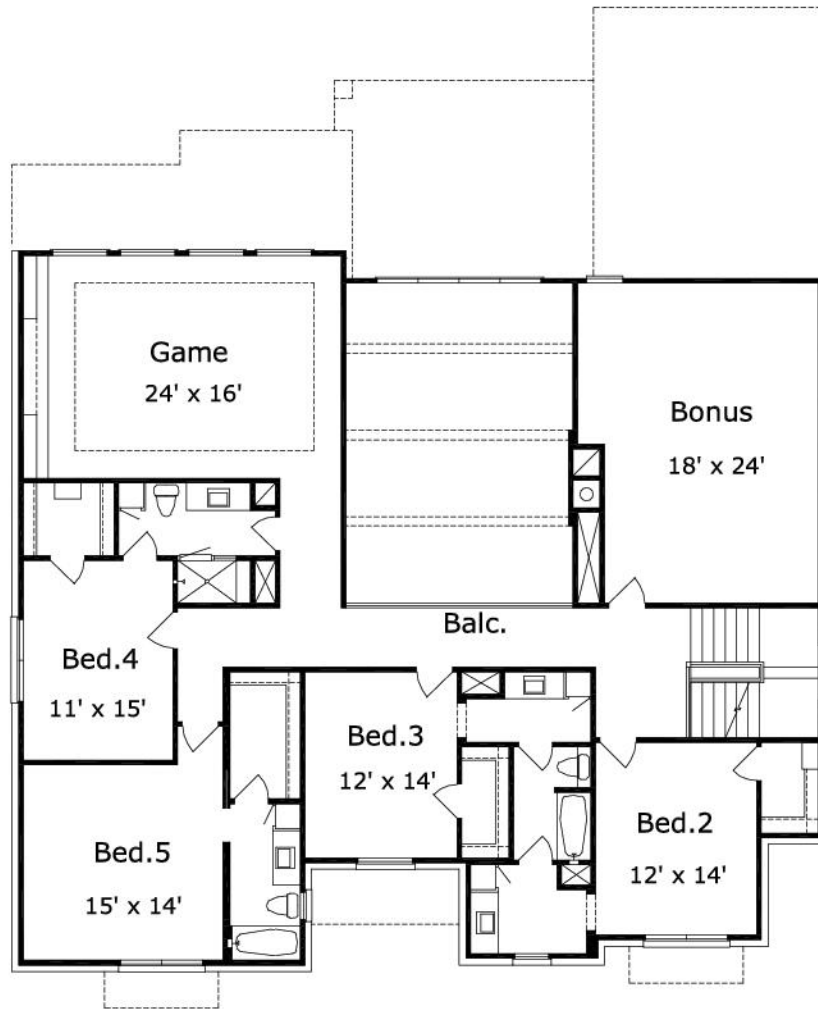 Game
24' x 16'
Bonus
18' x 24'
Balc.
Bed.4
11' x 15'
Bed.3
12' x 14'
Bed.2
12' x 14'
Bed.5
15' x 14'